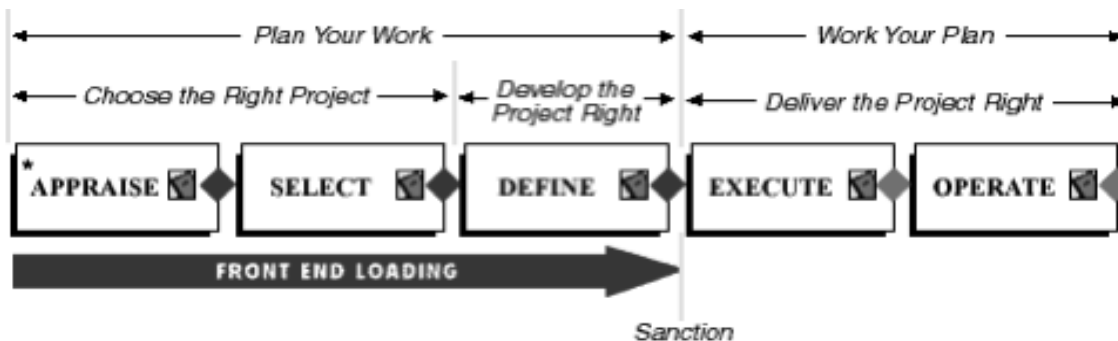 Plan Your Work
Work Your Plan
Choose the Right Project
Develop the
Project Right
Deliver the Project Right
*
APPRAISE
SELECT
DEFINE
EXECUTE
OPERATE
FRONT END LOADING
Sanction